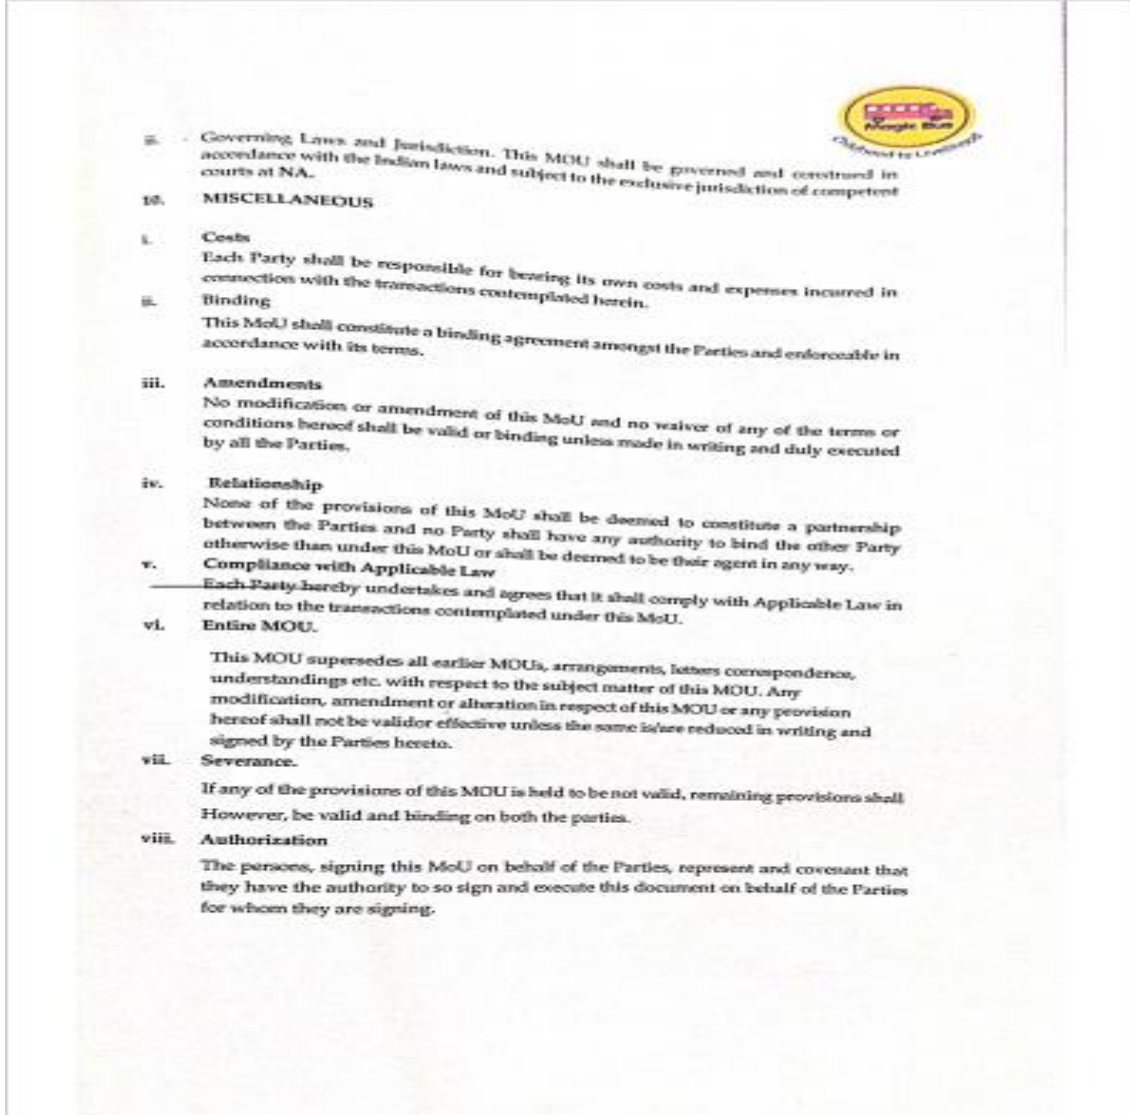 Magic Bus
Childhood to Livelihood
ii. Governing Laws and Jurisdiction. This MOU shall be governed and construed in
accordance with the Indian laws and subject to the exclusive jurisdiction of competent
courts at NA.
10. MISCELLANEOUS
i. Costs
Each Party shall be responsible for bearing its own costs and expenses incurred in
connection with the transactions contemplated herein.
ii. Binding
This MoU shall constitute a binding agreement amongst the Parties and enforceable in
accordance with its terms.
iii. Amendments
No modification or amendment of this MoU and no waiver of any of the terms or
conditions hereof shall be valid or binding unless made in writing and duly executed
by all the Parties.
iv. Relationship
None of the provisions of this MoU shall be deemed to constitute a partnership
between the Parties and no Party shall have any authority to bind the other Party
otherwise than under this MoU or shall be deemed to be their agent in any way.
v. Compliance with Applicable Law
Each Party hereby undertakes and agrees that it shall comply with Applicable Law in
relation to the transactions contemplated under this MoU.
vi. Entire MOU.
This MOU supersedes all earlier MOUs, arrangements, letters correspondence,
understandings etc. with respect to the subject matter of this MOU. Any
modification, amendment or alteration in respect of this MOU or any provision
hereof shall not be validor effective unless the same is/are reduced in writing and
signed by the Parties hereto.
vii. Severance.
If any of the provisions of this MOU is held to be not valid, remaining provisions shall
However, be valid and binding on both the parties.
viii. Authorization
The persons, signing this MoU on behalf of the Parties, represent and covenant that
they have the authority to so sign and execute this document on behalf of the Parties
for whom they are signing.